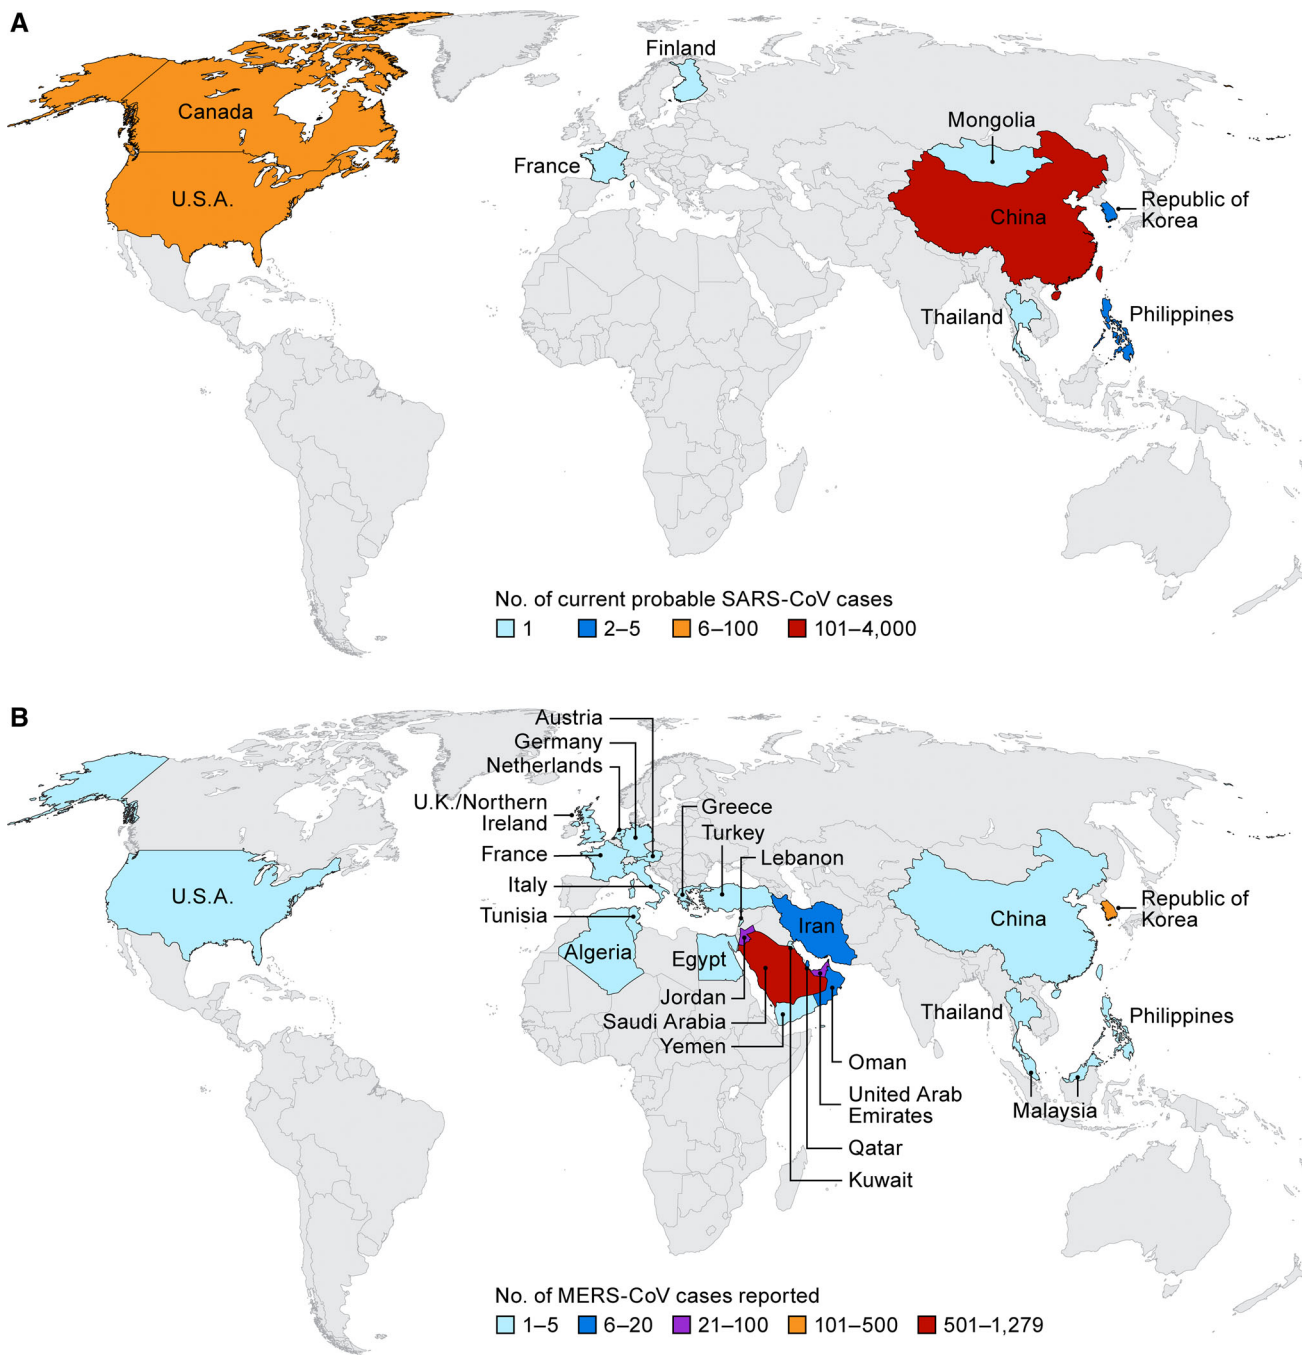 A
Finland
Canada
Mongolia
France
U.S.A.
Republic of
Korea
China
Thailand
Philippines
No. of current probable SARS-CoV cases
1
2–5
6–100
101–4,000
B
Austria
Germany
Netherlands
U.K./Northern
Ireland
Greece
Turkey
France
Lebanon
Italy
U.S.A.
Republic of
Korea
Tunisia
China
Iran
Algeria
Egypt
Jordan
Thailand
Philippines
Saudi Arabia
Yemen
Oman
United Arab
Emirates
Malaysia
Qatar
Kuwait
No. of MERS-CoV cases reported
1–5
6–20
21–100
101–500
501–1,279